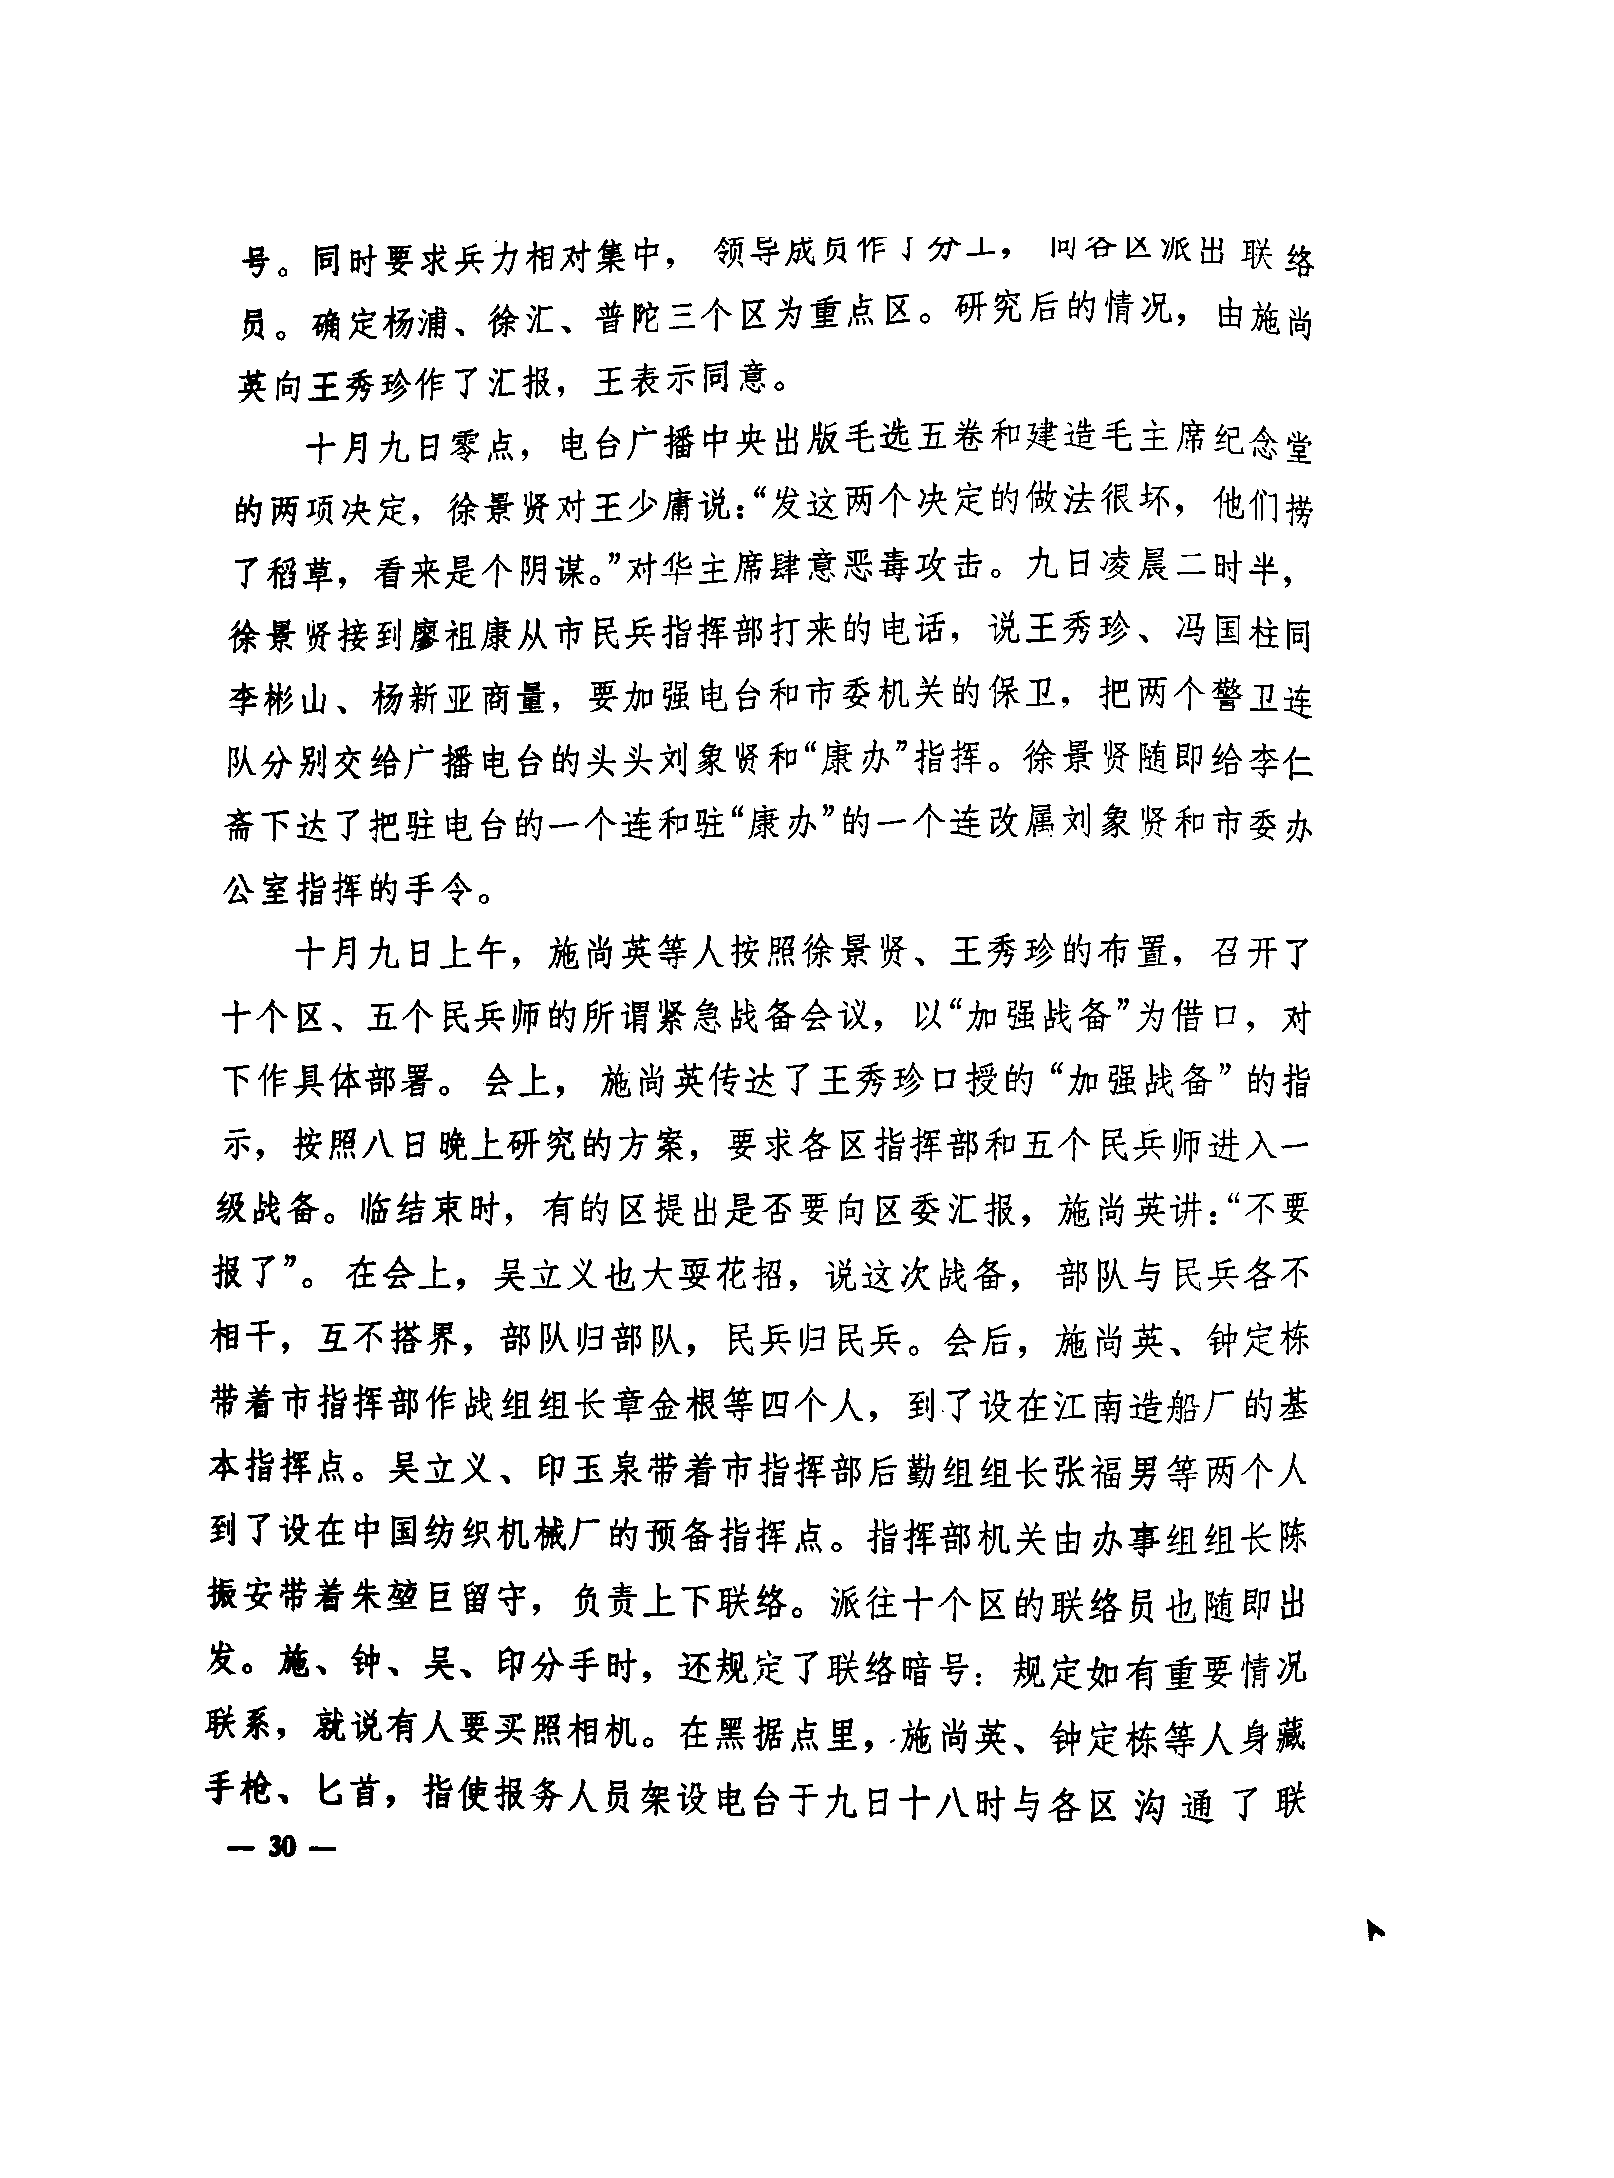 号。同时要求兵力相对集中，领导成员作了分工，向各区派出联络
员。确定杨浦、徐汇、普陀三个区为重点区。研究后的情况，由施尚
英向王秀珍作了汇报，王表示同意。
十月九日零点，电台广播中央出版毛选五卷和建造毛主席纪念堂
的两项决定，徐景贤对王少庸说：“发这两个决定的做法很坏，他们捞
了稻草，看来是个阴谋。”对华主席肆意恶毒攻击。九日凌晨二时半，
徐景贤接到廖祖康从市民兵指挥部打来的电话，说王秀珍、冯国柱同
李彬山、杨新亚商量，要加强电台和市委机关的保卫，把两个警卫连
队分别交给广播电台的头头刘象贤和“康办”指挥。徐景贤随即给李仁
斋下达了把驻电台的一个连和驻“康办”的一个连改属刘象贤和市委办
公室指挥的手令。
十月九日上午，施尚英等人按照徐景贤、王秀珍的布置，召开了
十个区、五个民兵师的所谓紧急战备会议，以“加强战备”为借口，对
下作具体部署。会上，施尚英传达了王秀珍口授的“加强战备”的指
示，按照八日晚上研究的方案，要求各区指挥部和五个民兵师进入一
级战备。临结束时，有的区提出是否要向区委汇报，施尚英讲：“不要
报了”。在会上，吴立义也大耍花招，说这次战备，部队与民兵各不
相干，互不搭界，部队归部队，民兵归民兵。会后，施尚英、钟定栋
带着市指挥部作战组组长章金根等四个人，到了设在江南造船厂的基
本指挥点。吴立义、印玉泉带着市指挥部后勤组组长张福男等两个人
到了设在中国纺织机械厂的预备指挥点。指挥部机关由办事组组长陈
振安带着朱堃巨留守，负责上下联络。派往十个区的联络员也随即出
发。施、钟、吴、印分手时，还规定了联络暗号：规定如有重要情况
联系，就说有人要买照相机。在黑据点里，施尚英、钟定栋等人身藏
手枪、匕首，指使报务人员架设电台于九日十八时与各区沟通了联
— 30 —